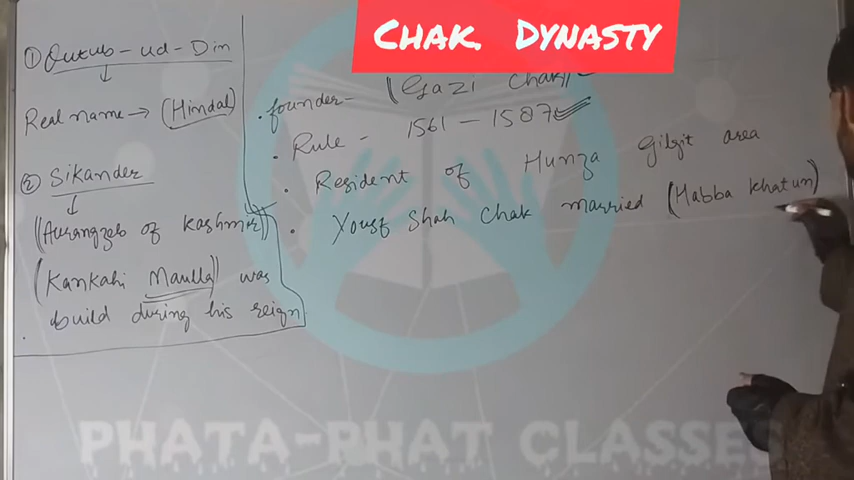 CHAK. DYNASTY
① Qutub-ud-Din
↓
Real name → (Hindal)
② Sikander
↓
((Aurangzeb of Kashmir))
(Kankahi Maulla)) was
build during his reign
. founder- (Gazi Chak))
. Rule - 1561 - 1587
. Resident of Hunza gilgit area
. Yousf Shah Chak married (Habba Khatun)
PHATA-PHAT CLASSES